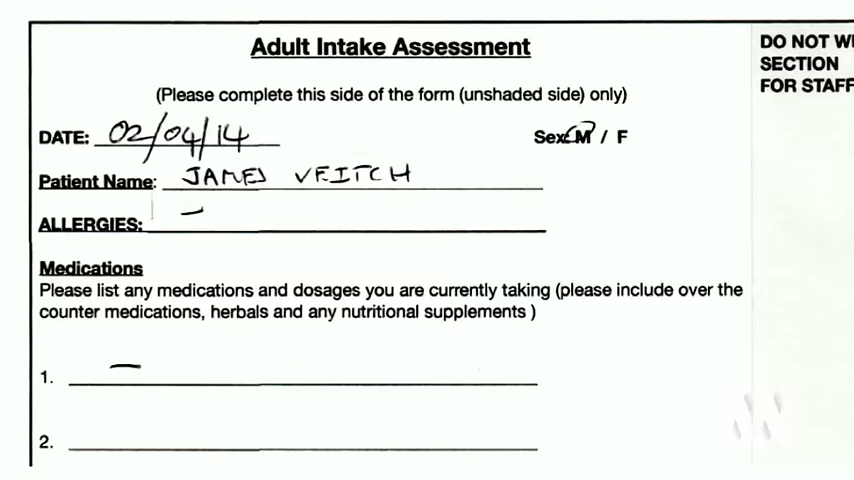 Adult Intake Assessment
DO NOT WI
SECTION
FOR STAFF
(Please complete this side of the form (unshaded side) only)
DATE: 02/04/14 Sex: M / F
Patient Name: JAMES VEITCH
ALLERGIES: –
Medications
Please list any medications and dosages you are currently taking (please include over the
counter medications, herbals and any nutritional supplements )
1. –
2.